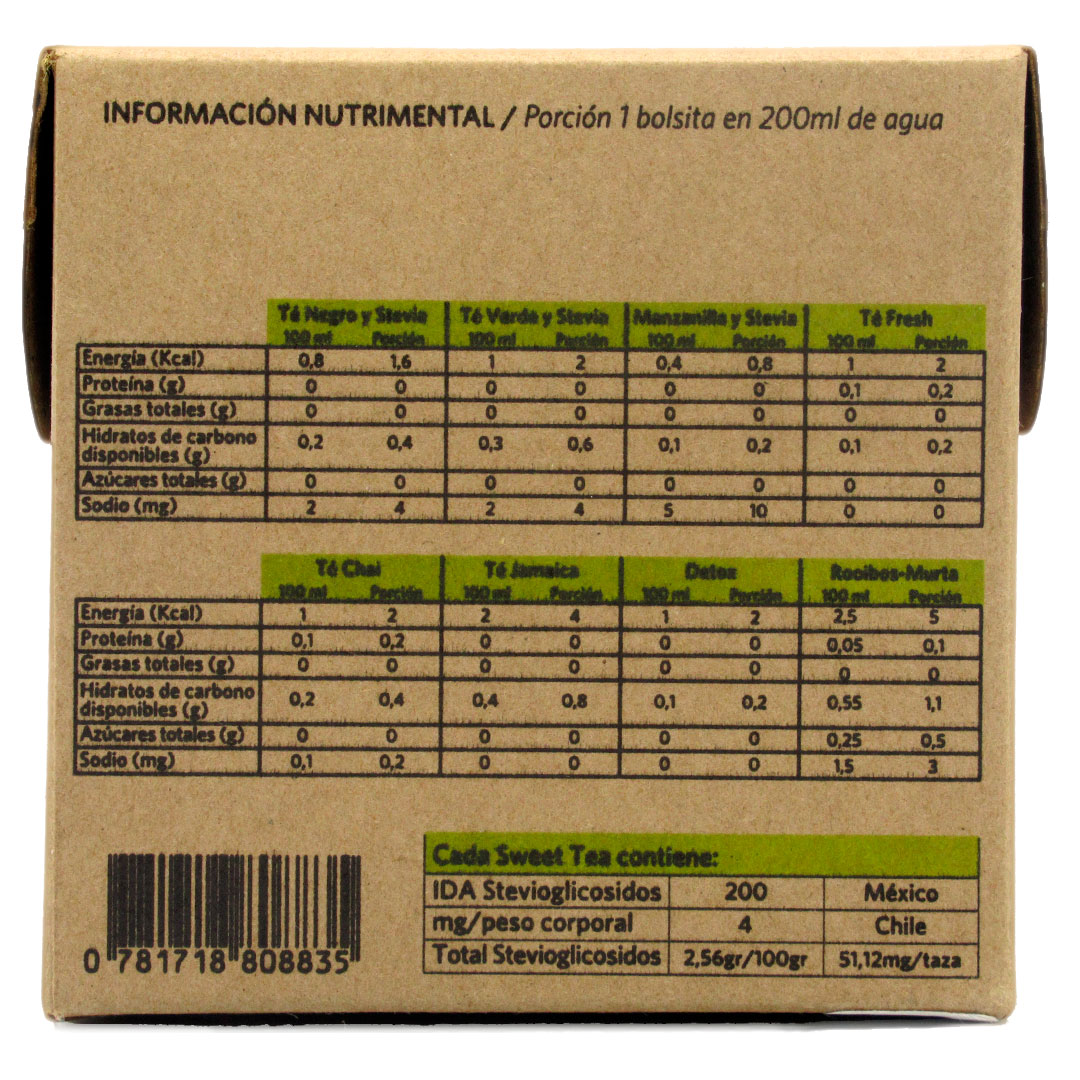 INFORMACIÓN NUTRIMENTAL / Porción 1 bolsita en 200ml de agua
Té Negro y Stevia Té Verde y Stevia Manzanilla y Stevia Té Fresh
100 ml Porción 100 ml Porción 100 ml Porción 100 ml Porción
Energía (Kcal) 0,8 1,6 1 2 0,4 0,8 1 2
Proteína (g) 0 0 0 0 0 0 0,1 0,2
Grasas totales (g) 0 0 0 0 0 0 0 0
Hidratos de carbono
disponibles (g) 0,2 0,4 0,3 0,6 0,1 0,2 0,1 0,2
Azúcares totales (g) 0 0 0 0 0 0 0 0
Sodio (mg) 2 4 2 4 5 10 0 0
Té Chai Té Jamaica Detox Rooibos-Murta
100 ml Porción 100 ml Porción 100 ml Porción 100 ml Porción
Energía (Kcal) 1 2 2 4 1 2 2,5 5
Proteína (g) 0,1 0,2 0 0 0 0 0,05 0,1
Grasas totales (g) 0 0 0 0 0 0 0 0
Hidratos de carbono
disponibles (g) 0,2 0,4 0,4 0,8 0,1 0,2 0,55 1,1
Azúcares totales (g) 0 0 0 0 0 0 0,25 0,5
Sodio (mg) 0,1 0,2 0 0 0 0 1,5 3
Cada Sweet Tea contiene:
IDA Stevioglicosidos 200 México
mg/peso corporal 4 Chile
Total Stevioglicosidos 2,56gr/100gr 51,12mg/taza
0 781718 808835